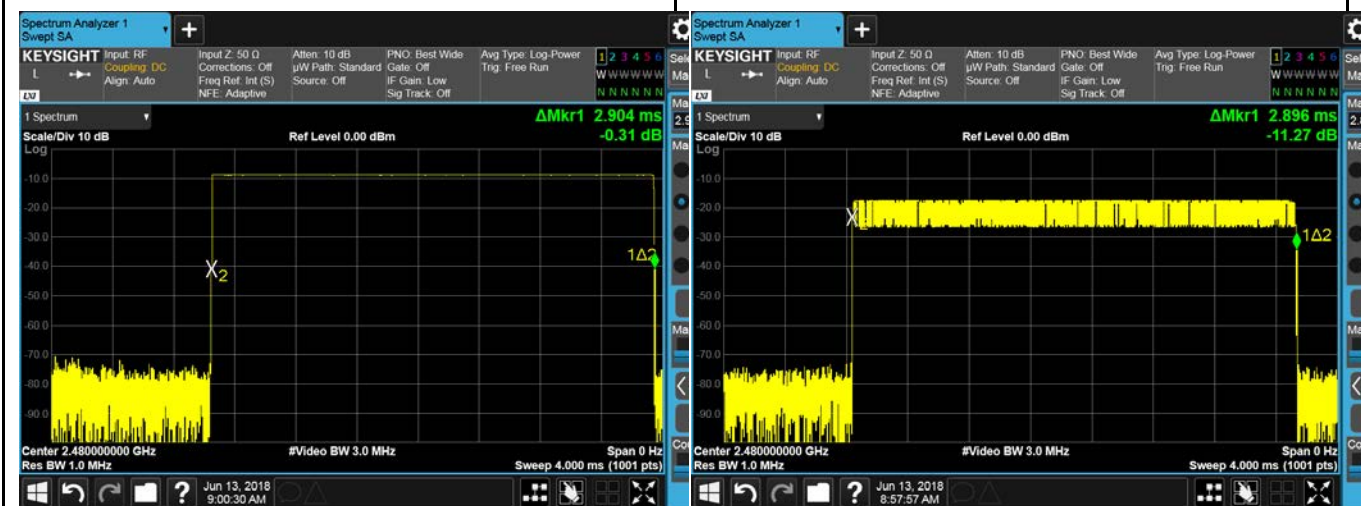 Spectrum Analyzer 1
Swept SA
+
KEYSIGHT
L
LXI
Input: RF
Coupling: DC
Align: Auto
Input Z: 50 Ω
Corrections: Off
Freq Ref: Int (S)
NFE: Adaptive
Atten: 10 dB
µW Path: Standard
Source: Off
PNO: Best Wide
Gate: Off
IF Gain: Low
Sig Track: Off
Avg Type: Log-Power
Trig: Free Run
1 2 3 4 5 6
W W W W W W
N N N N N N
1 Spectrum
ΔMkr1 2.904 ms
Scale/Div 10 dB
Ref Level 0.00 dBm
-0.31 dB
Log
-10.0
-20.0
-30.0
-40.0
-50.0
-60.0
-70.0
-80.0
-90.0
2
1Δ2
Center 2.480000000 GHz
#Video BW 3.0 MHz
Span 0 Hz
Res BW 1.0 MHz
Sweep 4.000 ms (1001 pts)
?
Jun 13, 2018
9:00:30 AM
Spectrum Analyzer 1
Swept SA
+
KEYSIGHT
L
LXI
Input: RF
Coupling: DC
Align: Auto
Input Z: 50 Ω
Corrections: Off
Freq Ref: Int (S)
NFE: Adaptive
Atten: 10 dB
µW Path: Standard
Source: Off
PNO: Best Wide
Gate: Off
IF Gain: Low
Sig Track: Off
Avg Type: Log-Power
Trig: Free Run
1 2 3 4 5 6
W W W W W W
N N N N N N
1 Spectrum
ΔMkr1 2.896 ms
Scale/Div 10 dB
Ref Level 0.00 dBm
-11.27 dB
Log
-10.0
-20.0
-30.0
-40.0
-50.0
-60.0
-70.0
-80.0
-90.0
1Δ2
Center 2.480000000 GHz
#Video BW 3.0 MHz
Span 0 Hz
Res BW 1.0 MHz
Sweep 4.000 ms (1001 pts)
?
Jun 13, 2018
8:57:57 AM